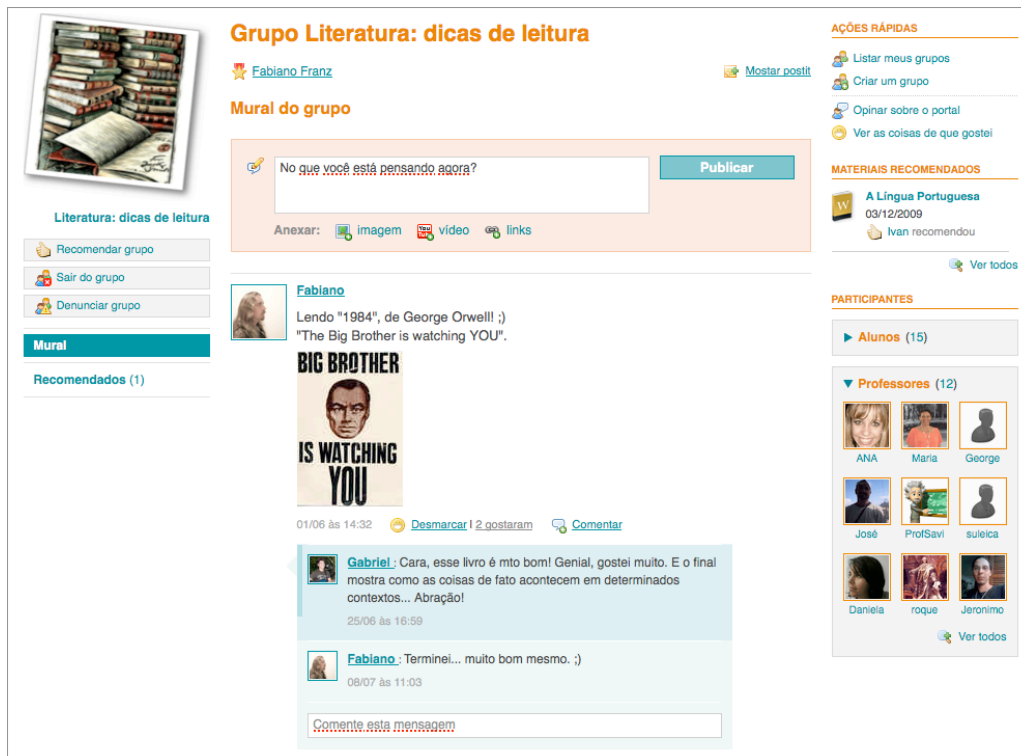 Literatura: dicas de leitura
Recomendar grupo
Sair do grupo
Denunciar grupo
Mural
Recomendados (1)
Grupo Literatura: dicas de leitura
Fabiano Franz
Mostar postit
Mural do grupo
No que você está pensando agora?
Publicar
Anexar: imagem You Tube vídeo links
Fabiano
Lendo "1984", de George Orwell! ;)
"The Big Brother is watching YOU".
BIG BROTHER
IS WATCHING
YOU
01/06 às 14:32 Desmarcar | 2 gostaram Comentar
Gabriel : Cara, esse livro é mto bom! Genial, gostei muito. E o final
mostra como as coisas de fato acontecem em determinados
contextos... Abração!
25/06 às 16:59
Fabiano : Terminei... muito bom mesmo. ;)
08/07 às 11:03
Comente esta mensagem
AÇÕES RÁPIDAS
Listar meus grupos
Criar um grupo
Opinar sobre o portal
Ver as coisas de que gostei
MATERIAIS RECOMENDADOS
W
A Língua Portuguesa
03/12/2009
Ivan recomendou
Ver todos
PARTICIPANTES
Alunos (15)
Professores (12)
ANA Maria George
José ProfSavi suleica
Daniela roque Jeronimo
Ver todos